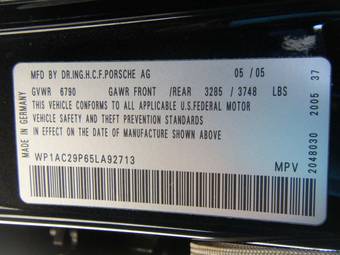 MFD BY DR.ING.H.C.F.PORSCHE AG 05 / 05
GVWR 6790 GAWR FRONT /REAR 3285 / 3748 LBS
THIS VEHICLE CONFORMS TO ALL APPLICABLE U.S.FEDERAL MOTOR
VEHICLE SAFETY AND THEFT PREVENTION STANDARDS
IN EFFECT ON THE DATE OF MANUFACTURE SHOWN ABOVE
WP1AC29P65LA92713 MPV
MADE IN GERMANY
2048030 2005 37